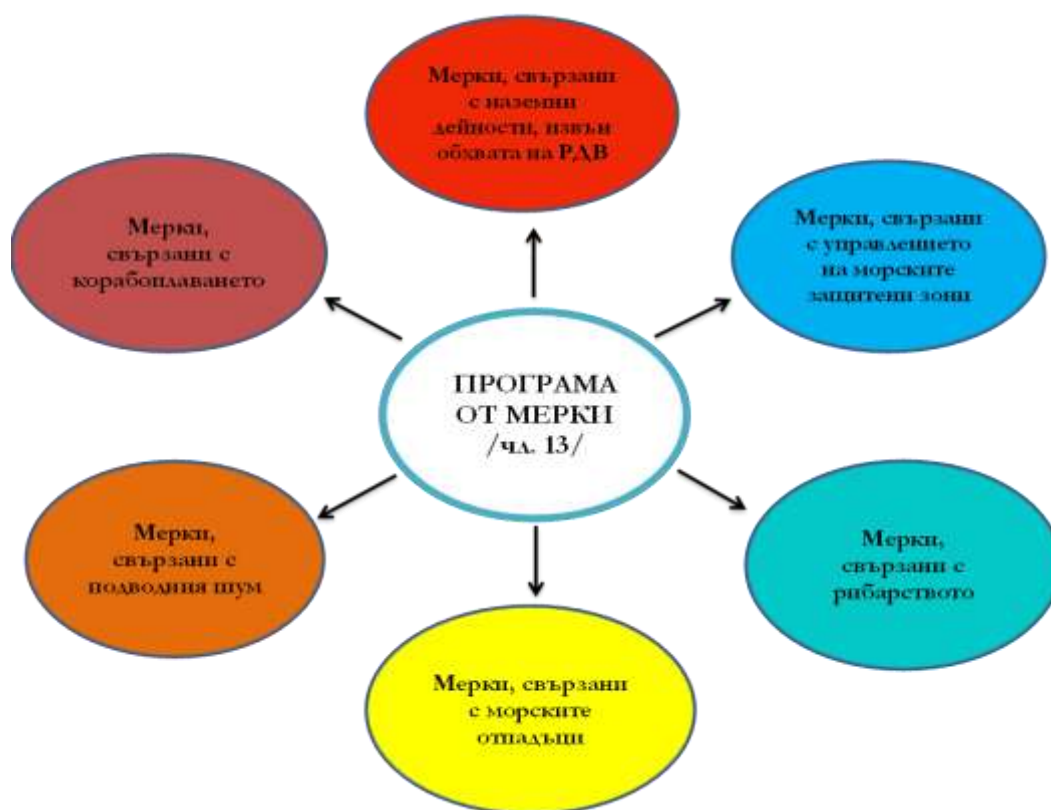 Мерки, свързани
с наземни
дейности, извън
обхвата на РДВ
Мерки,
свързани с
корабоплаването
Мерки, свързани
с управлението
на морските
защитени зони
ПРОГРАМА
ОТ МЕРКИ
/чл. 13/
Мерки,
свързани с
подводния шум
Мерки,
свързани с
рибарството
Мерки, свързани
с морските
отпадъци